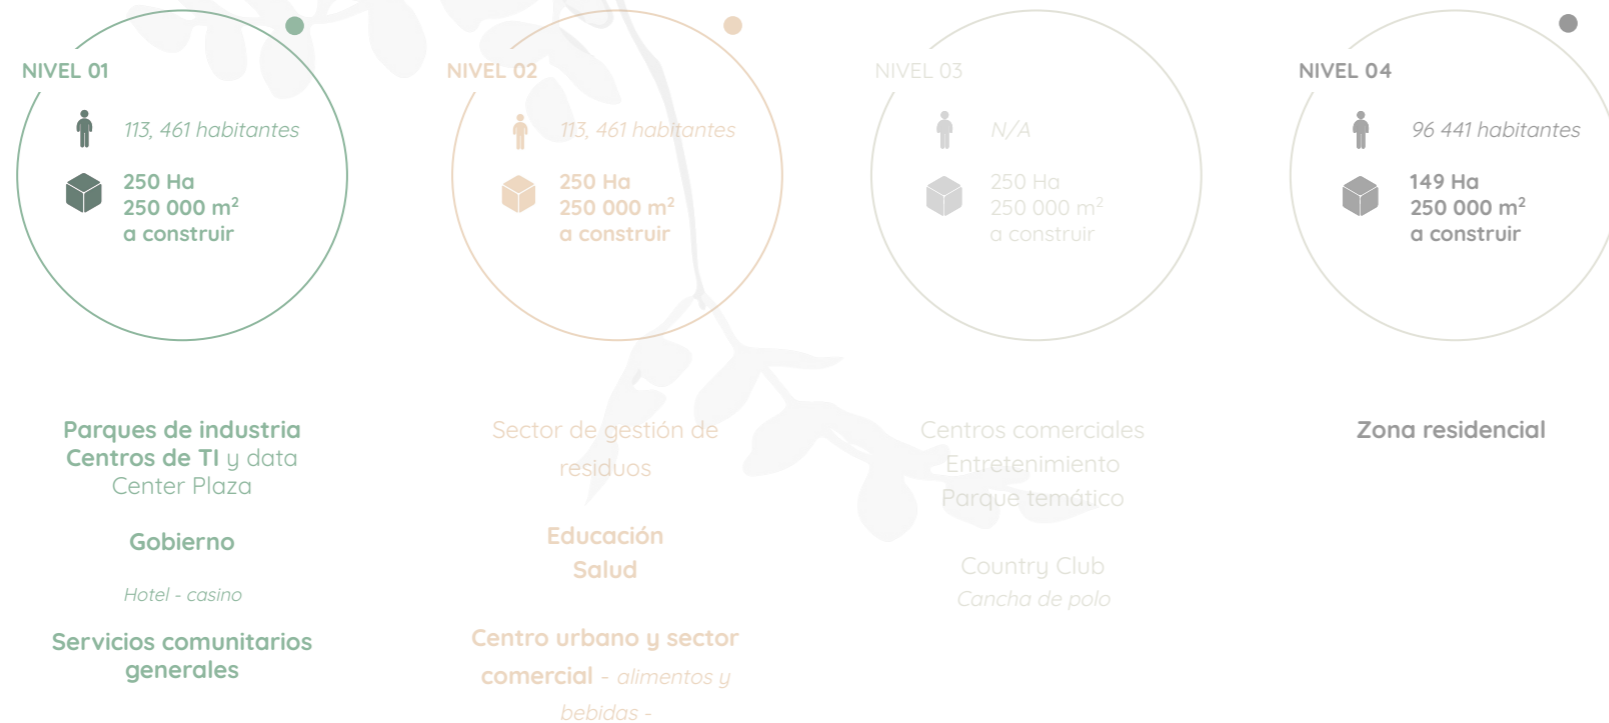 NIVEL 01
113, 461 habitantes
250 Ha
250 000 m²
a construir
Parques de industria
Centros de TI y data
Center Plaza
Gobierno
Hotel - casino
Servicios comunitarios
generales
NIVEL 02
113, 461 habitantes
250 Ha
250 000 m²
a construir
Sector de gestión de
residuos
Educación
Salud
Centro urbano y sector
comercial - alimentos y
bebidas -
NIVEL 03
N/A
250 Ha
250 000 m²
a construir
Centros comerciales
Entretenimiento
Parque temático
Country Club
Cancha de polo
NIVEL 04
96 441 habitantes
149 Ha
250 000 m²
a construir
Zona residencial